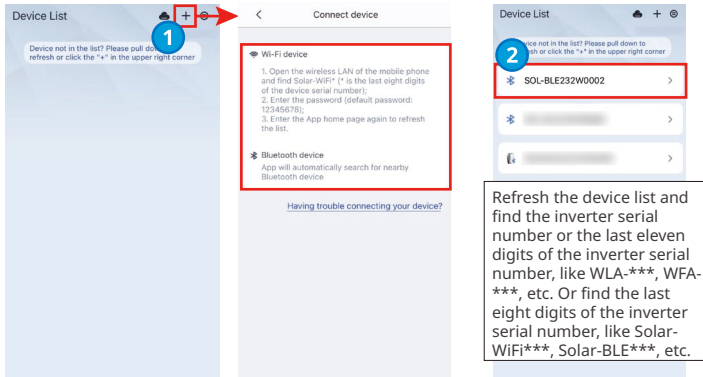 Device List
1
Device not in the list? Please pull do
refresh or click the "+" in the upper right corner
Connect device
Wi-Fi device
1. Open the wireless LAN of the mobile phone
and find Solar-WiFi* (* is the last eight digits
of the device serial number);
2. Enter the password (default password:
12345678);
3. Enter the App home page again to refresh
the list.
Bluetooth device
App will automatically search for nearby
Bluetooth device
Having trouble connecting your device?
Device List
2
vice not in the list? Please pull down to
esh or click the "+" in the upper right corner
SOL-BLE232W0002
Refresh the device list and
find the inverter serial
number or the last eleven
digits of the inverter serial
number, like WLA-***, WFA-
***, etc. Or find the last
eight digits of the inverter
serial number, like Solar-
WiFi***, Solar-BLE***, etc.